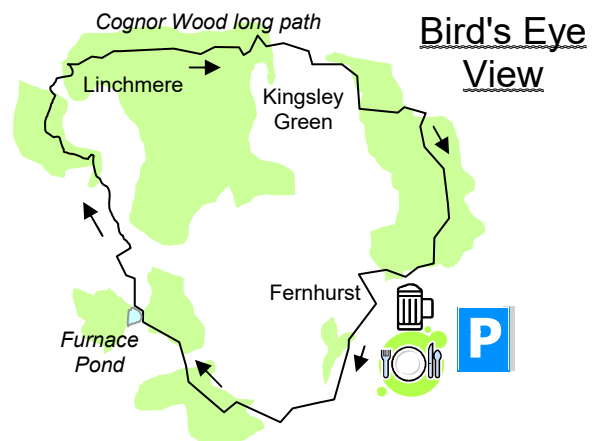 Cognor Wood long path
Bird's Eye
View
Linchmere
Kingsley
Green
Fernhurst
Furnace
Pond
P